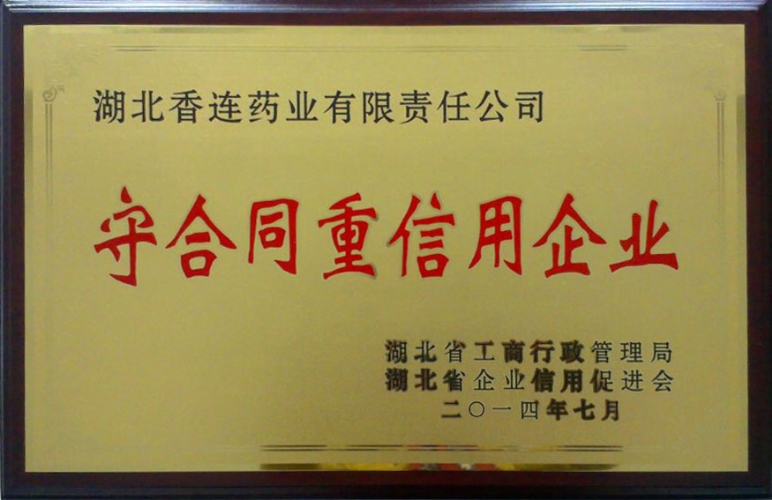 湖北香连药业有限责任公司
守合同重信用企业
湖北省工商行政管理局
湖北省企业信用促进会
二〇一四年七月